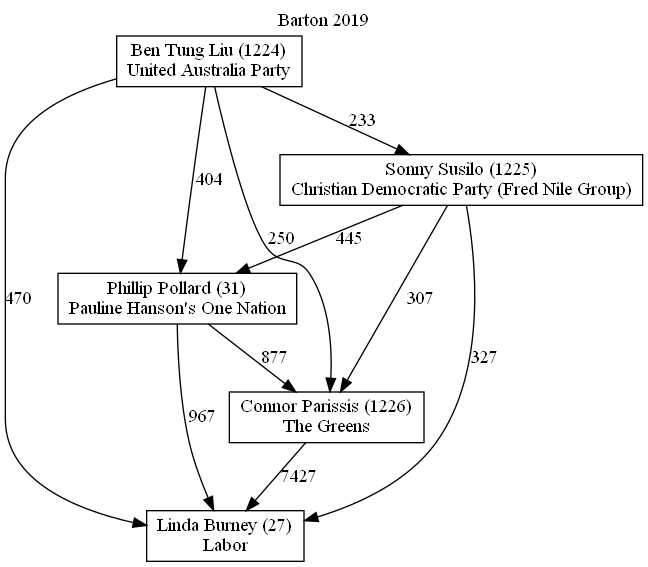 Barton 2019
Ben Tung Liu (1224)
United Australia Party
233
Sonny Susilo (1225)
Christian Democratic Party (Fred Nile Group)
404
250
445
Phillip Pollard (31)
Pauline Hanson's One Nation
470
307
877
327
Connor Parissis (1226)
The Greens
967
7427
Linda Burney (27)
Labor